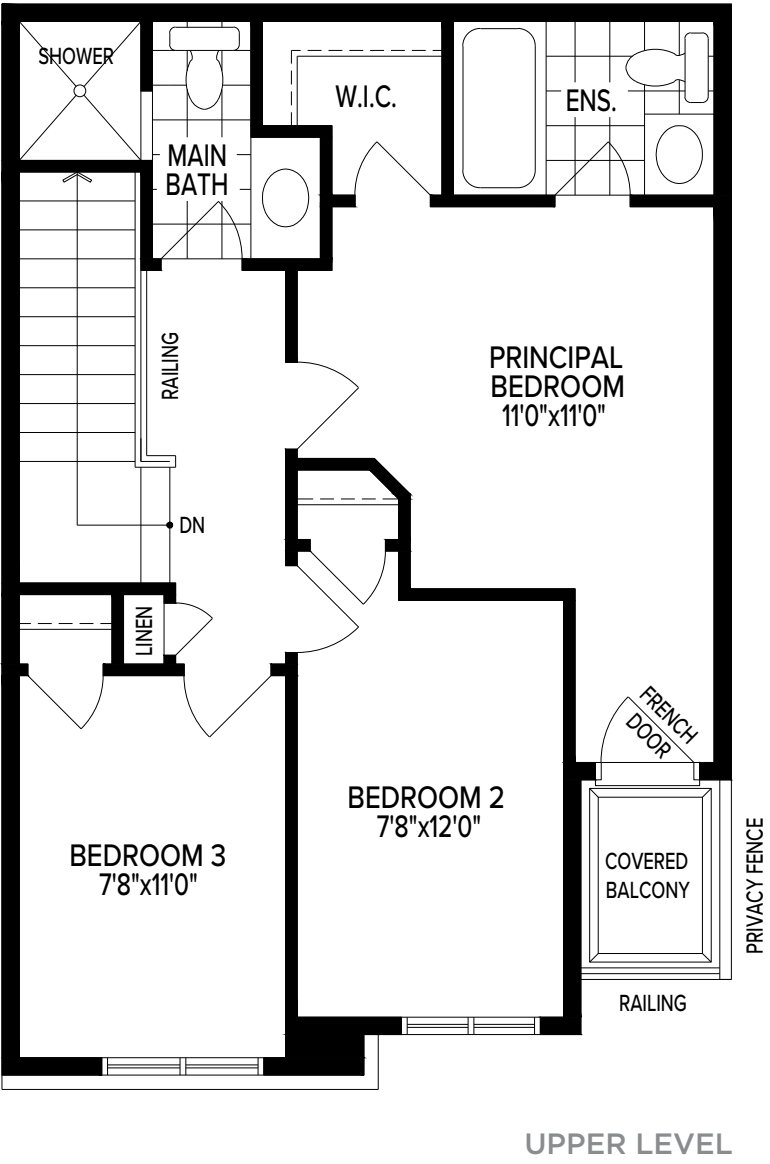 SHOWER
MAIN
BATH
W.I.C.
ENS.
RAILING
PRINCIPAL
BEDROOM
11'0"x11'0"
DN
LINEN
FRENCH
DOOR
BEDROOM 2
7'8"x12'0"
BEDROOM 3
7'8"x11'0"
COVERED
BALCONY
PRIVACY FENCE
RAILING
UPPER LEVEL